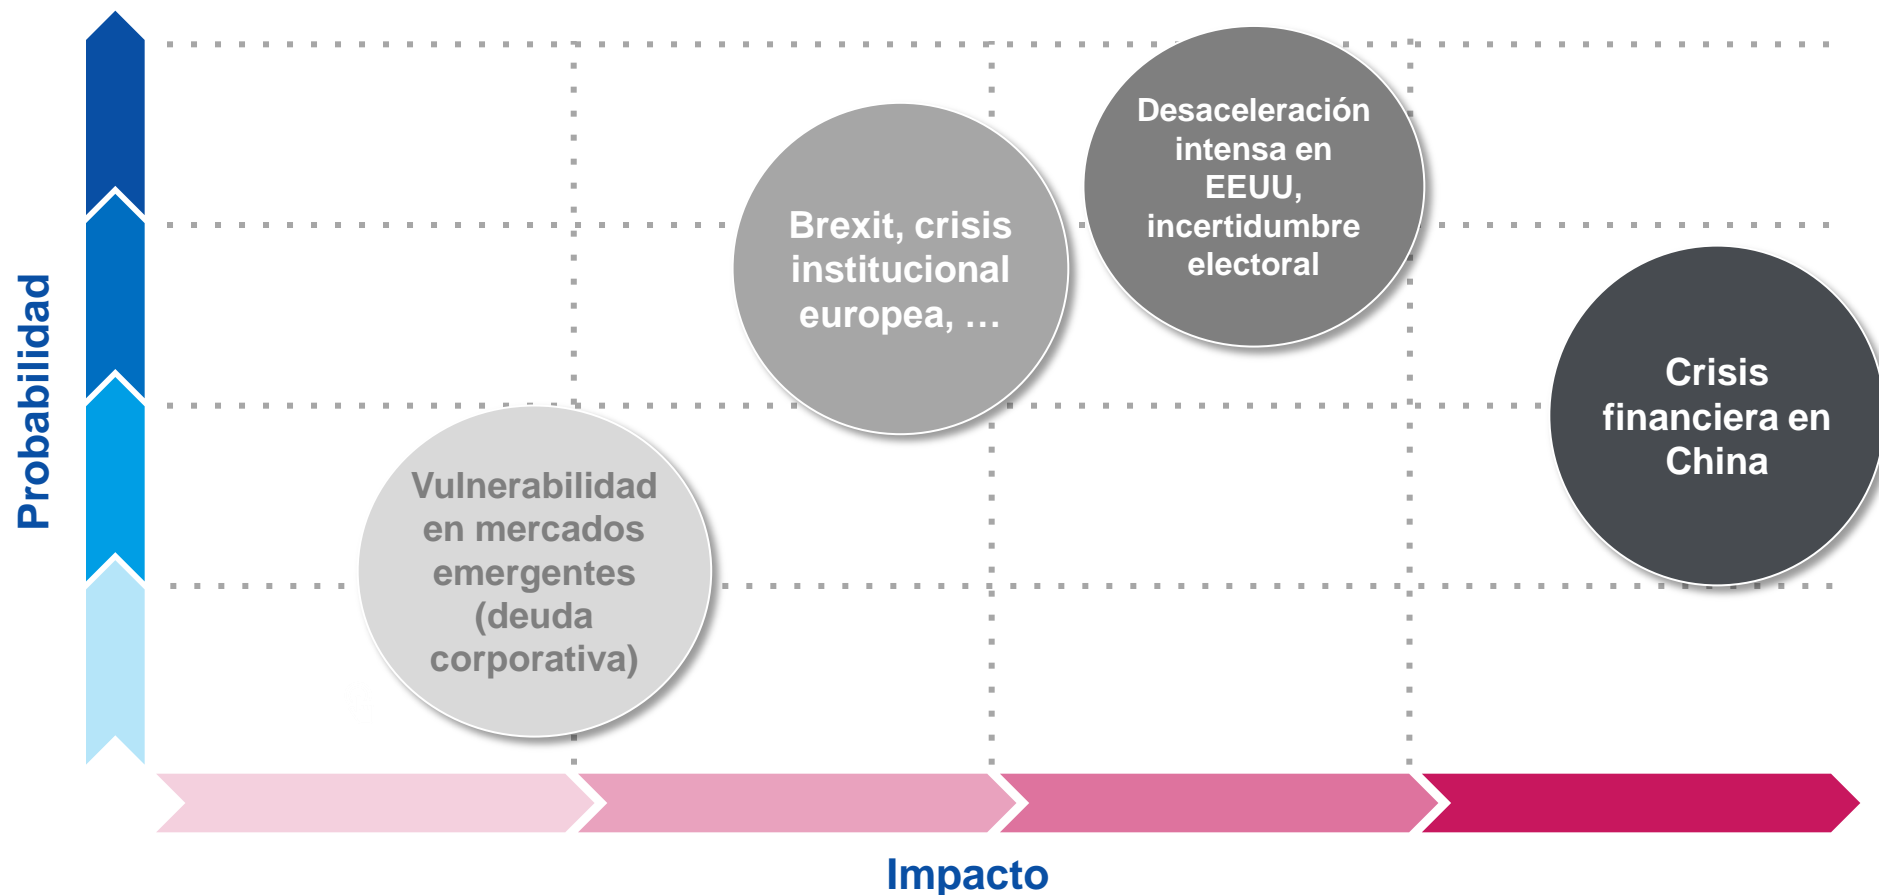 Probabilidad
Desaceleración
intensa en
EEUU,
incertidumbre
electoral
Brexit, crisis
institucional
europea, …
Crisis
financiera en
China
Vulnerabilidad
en mercados
emergentes
(deuda
corporativa)
Impacto